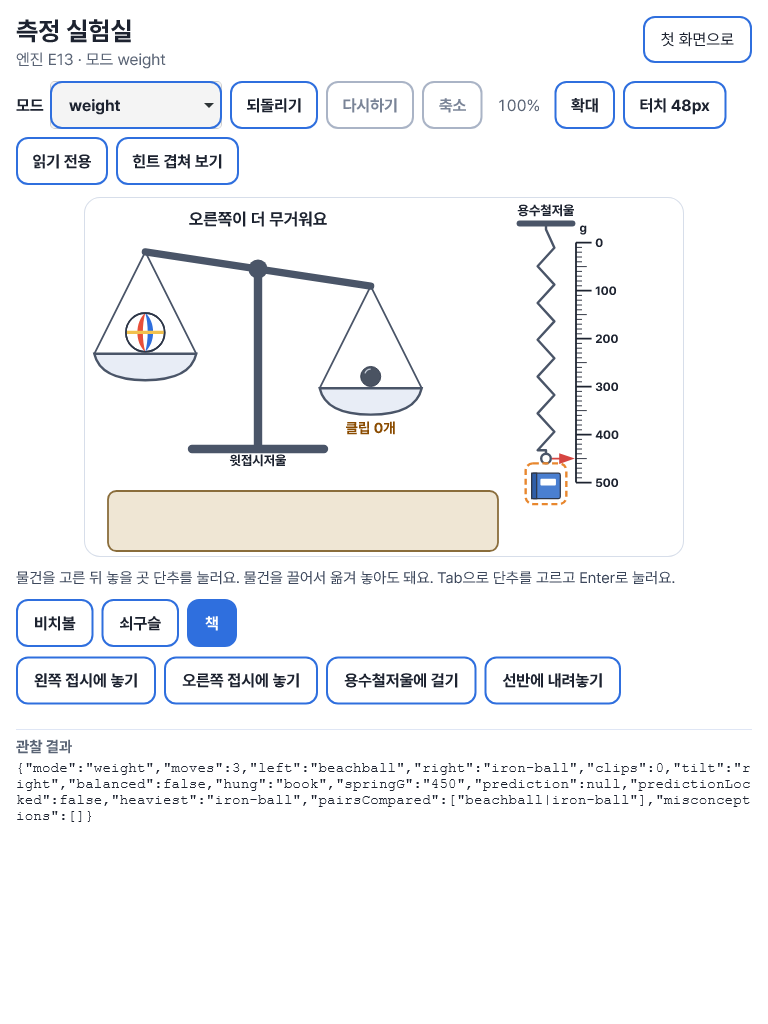 측정 실험실
엔진 E13 · 모드 weight
첫 화면으로
모드 weight 되돌리기 다시하기 축소 100% 확대 터치 48px
읽기 전용 힌트 겹쳐 보기
오른쪽이 더 무거워요
용수철저울
g
0
100
200
300
400
500
클립 0개
윗접시저울
물건을 고른 뒤 놓을 곳 단추를 눌러요. 물건을 끌어서 옮겨 놓아도 돼요. Tab으로 단추를 고르고 Enter로 눌러요.
비치볼 쇠구슬 책
왼쪽 접시에 놓기 오른쪽 접시에 놓기 용수철저울에 걸기 선반에 내려놓기
관찰 결과
{"mode":"weight","moves":3,"left":"beachball","right":"iron-ball","clips":0,"tilt":"r
ight","balanced":false,"hung":"book","springG":"450","prediction":null,"predictionLoc
ked":false,"heaviest":"iron-ball","pairsCompared":["beachball|iron-ball"],"misconcept
ions":[]}